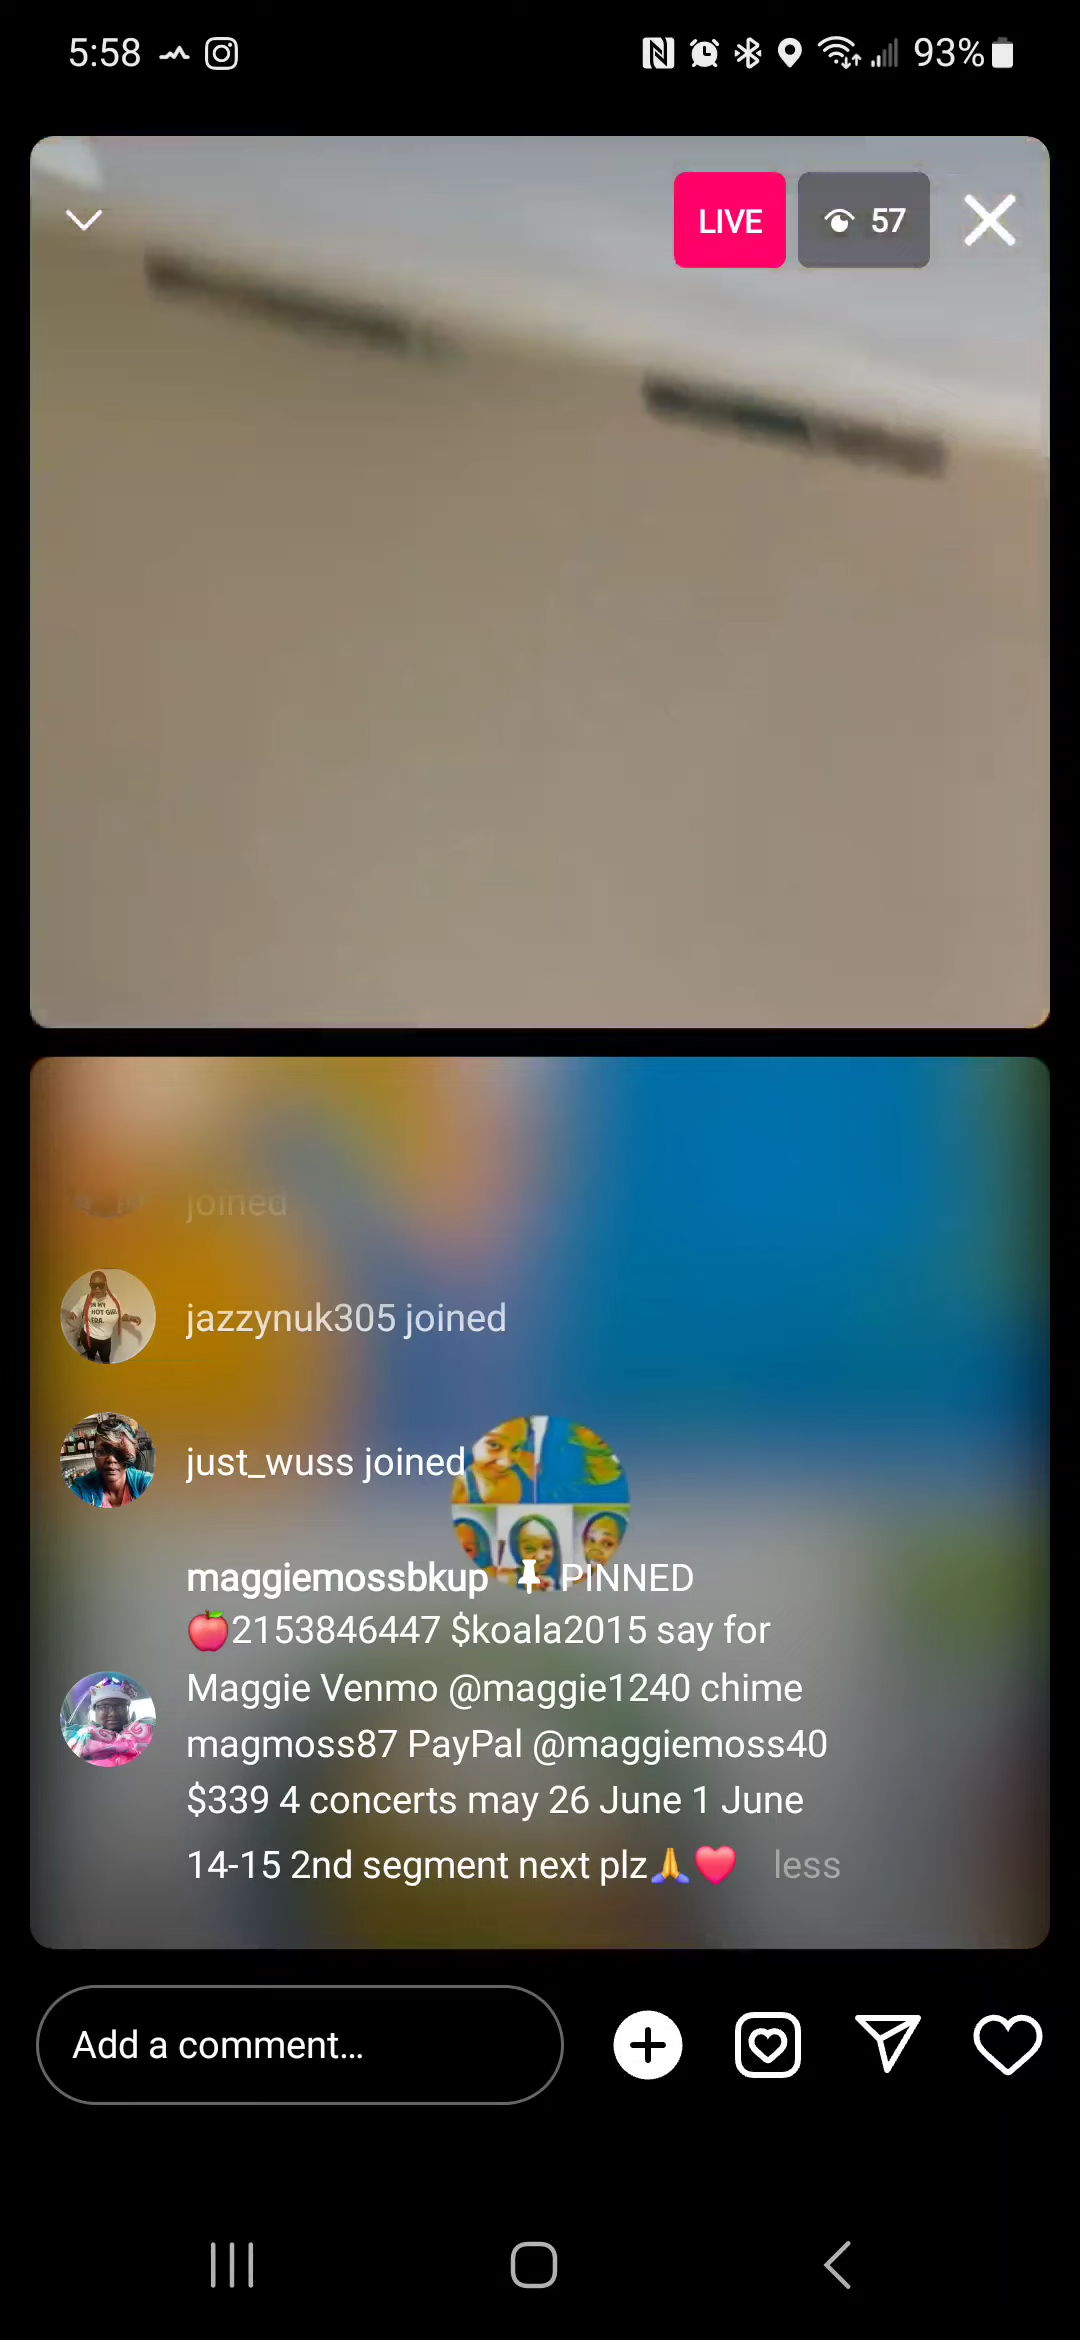 5:58 93%
LIVE 57
joined
jazzynuk305 joined
just_wuss joined
maggiemossbkup PINNED
🍎2153846447 $koala2015 say for
Maggie Venmo @maggie1240 chime
magmoss87 PayPal @maggiemoss40
$339 4 concerts may 26 June 1 June
14-15 2nd segment next plz🙏❤️ less
Add a comment...